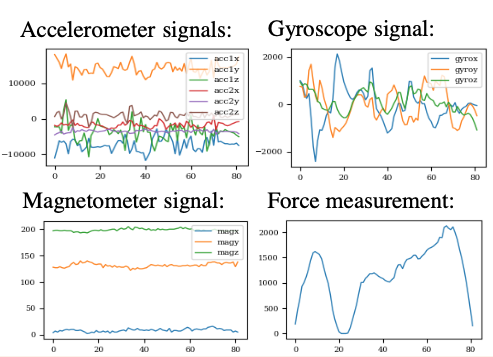 Accelerometer signals:
Gyroscope signal:
10000
0
−10000
0 20 40 60 80
acc1x
acc1y
acc1z
acc2x
acc2y
acc2z
2000
0
−2000
0 20 40 60 80
gyrox
gyroy
gyroz
Magnetometer signal:
Force measurement:
200
150
100
50
0
0 20 40 60 80
magx
magy
magz
2000
1500
1000
500
0
0 20 40 60 80